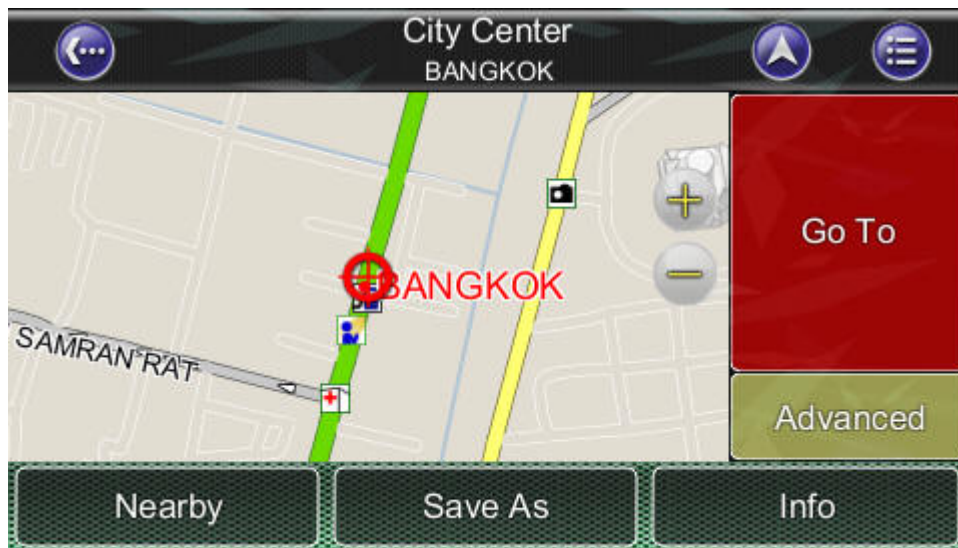 City Center
BANGKOK
Go To
BANGKOK
SAMRAN RAT
Advanced
Nearby
Save As
Info